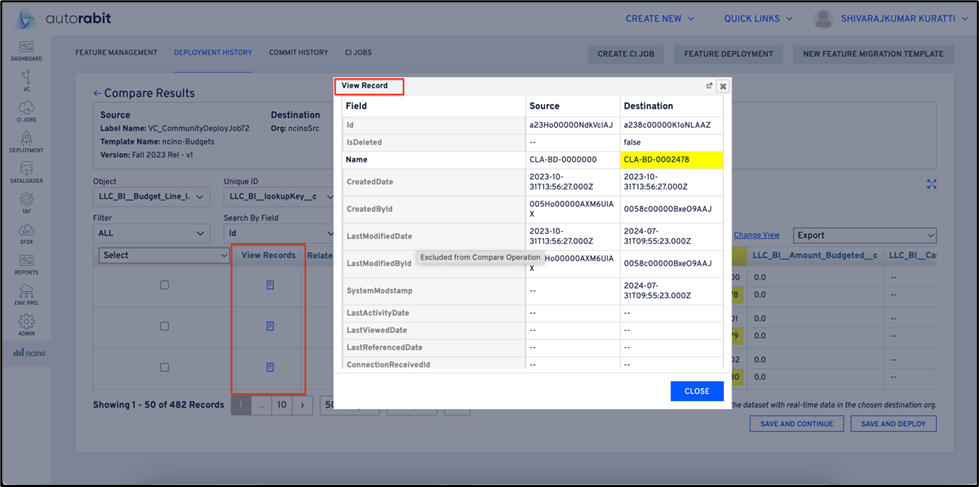 autorabit
CREATE NEW
QUICK LINKS
SHIVARAJKUMAR KURATTI
DASHBOARD
VC
CI JOBS
DEPLOYMENT
DATALOADER
TAF
SFDX
REPORTS
ENV. PRO.
ADMIN
ncino
FEATURE MANAGEMENT
DEPLOYMENT HISTORY
COMMIT HISTORY
CI JOBS
CREATE CI JOB
FEATURE DEPLOYMENT
NEW FEATURE MIGRATION TEMPLATE
← Compare Results
Source
Label Name: VC_CommunityDeployJob72
Template Name: ncino-Budgets
Version: Fall 2023 Rel - v1
Destination
Org: ncinoSrc
Object
LLC_BI__Budget_Line_I.
Unique ID
LLC_BI__lookupKey__c
Filter
ALL
Search By Field
Id
Change View
Export
Select
View Records
Relate
LLC_BI__Amount_Budgeted__c
LLC_BI__Ca
00
0.0
--
78
0.0
--
01
0.0
--
79
0.0
--
02
0.0
--
80
0.0
--
View Record
Field Source Destination
Id a23Ho00000NdkVcIAJ a238c00000K1oNLAAZ
IsDeleted -- false
Name CLA-BD-0000000 CLA-BD-0002478
CreatedDate 2023-10- 2023-10-
31T13:56:27.000Z 31T13:56:27.000Z
CreatedById 005Ho00000AXM6UIA 0058c00000BxeO9AAJ
X
LastModifiedDate 2023-10- 2024-07-
31T13:56:27.000Z 31T09:55:23.000Z
LastModifiedById Ho00000AXM6UIA 0058c00000BxeO9AAJ
X
Excluded from Compare Operation
SystemModstamp -- 2024-07-
31T09:55:23.000Z
LastActivityDate -- --
LastViewedDate -- --
LastReferencedDate -- --
ConnectionReceivedId -- --
CLOSE
Showing 1 - 50 of 482 Records
1
...
10
›
50
the dataset with real-time data in the chosen destination org.
SAVE AND CONTINUE
SAVE AND DEPLOY